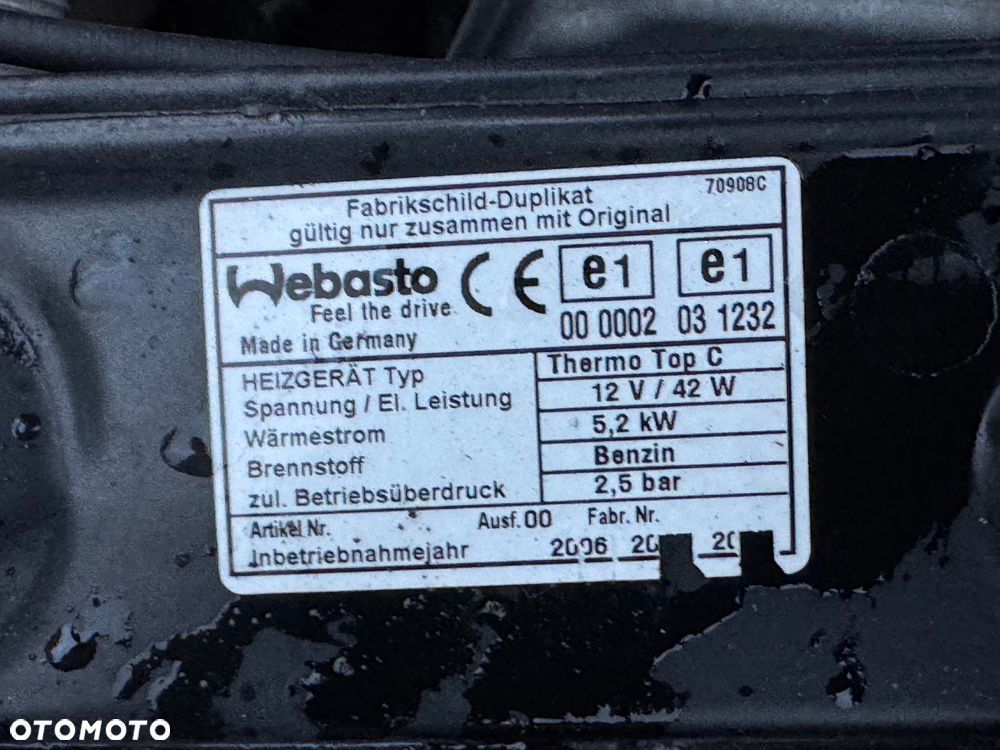 Fabrikschild-Duplikat 70908C
gültig nur zusammen mit Original
Webasto CE e1 e1
Feel the drive 00 0002 03 1232
Made in Germany
HEIZGERÄT Typ Thermo Top C
Spannung / El. Leistung 12 V / 42 W
Wärmestrom 5,2 kW
Brennstoff Benzin
zul. Betriebsüberdruck 2,5 bar
Artikel Nr. Ausf. 00 Fabr. Nr.
Inbetriebnahmejahr 2006
OTOMOTO